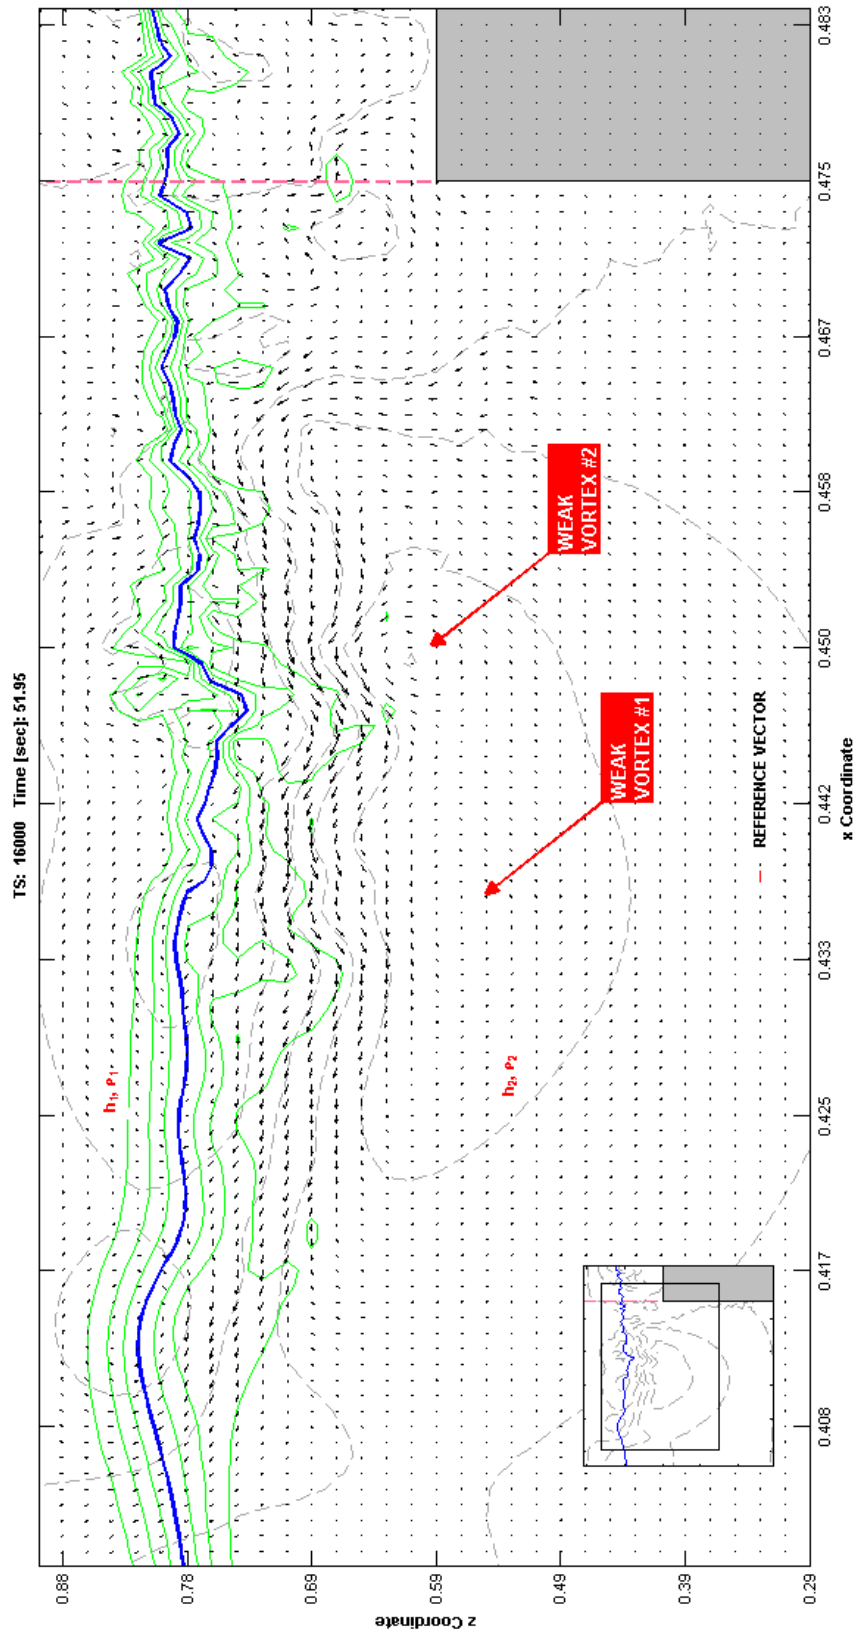 TS: 16000 Time [sec]: 51.95
z Coordinate
0.88
0.78
0.69
0.59
0.49
0.39
0.29
h₁, ρ₁
h₂, ρ₂
WEAK
VORTEX #1
WEAK
VORTEX #2
REFERENCE VECTOR
0.408
0.417
0.425
0.433
0.442
0.450
0.458
0.467
0.475
0.483
x Coordinate